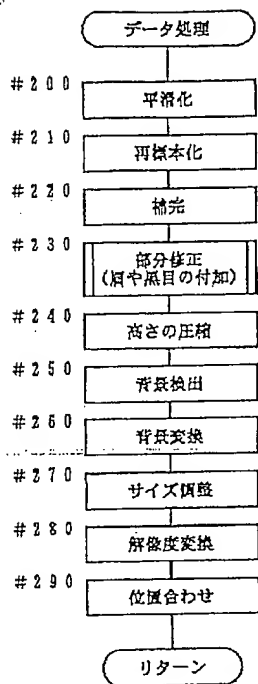 データ処理
#200
平滑化
#210
再標本化
#220
補完
#230
部分修正
(眉や黒目の付加)
#240
高さの圧縮
#250
背景検出
#260
背景変換
#270
サイズ調整
#280
解像度変換
#290
位置合わせ
リターン